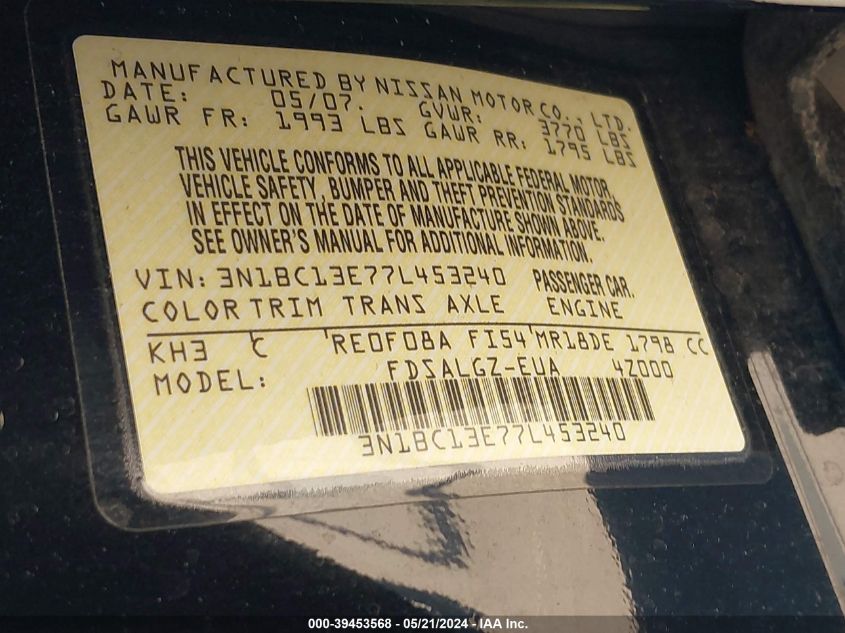 MANUFACTURED BY NISSAN MOTOR CO., LTD.
DATE: 05/07. GVWR: 3770 LBS
GAWR FR: 1993 LBS GAWR RR: 1795 LBS
THIS VEHICLE CONFORMS TO ALL APPLICABLE FEDERAL MOTOR
VEHICLE SAFETY, BUMPER AND THEFT PREVENTION STANDARDS
IN EFFECT ON THE DATE OF MANUFACTURE SHOWN ABOVE.
SEE OWNER'S MANUAL FOR ADDITIONAL INFORMATION.
VIN: 3N1BC13E77L453240 PASSENGER CAR.
COLOR TRIM TRANS AXLE ENGINE
KH3 C RE0F08A FI54 MR18DE 1798 CC
MODEL: FDSALGZ-EUA 4Z000
3N1BC13E77L453240
000-39453568 - 05/21/2024 - IAA Inc.